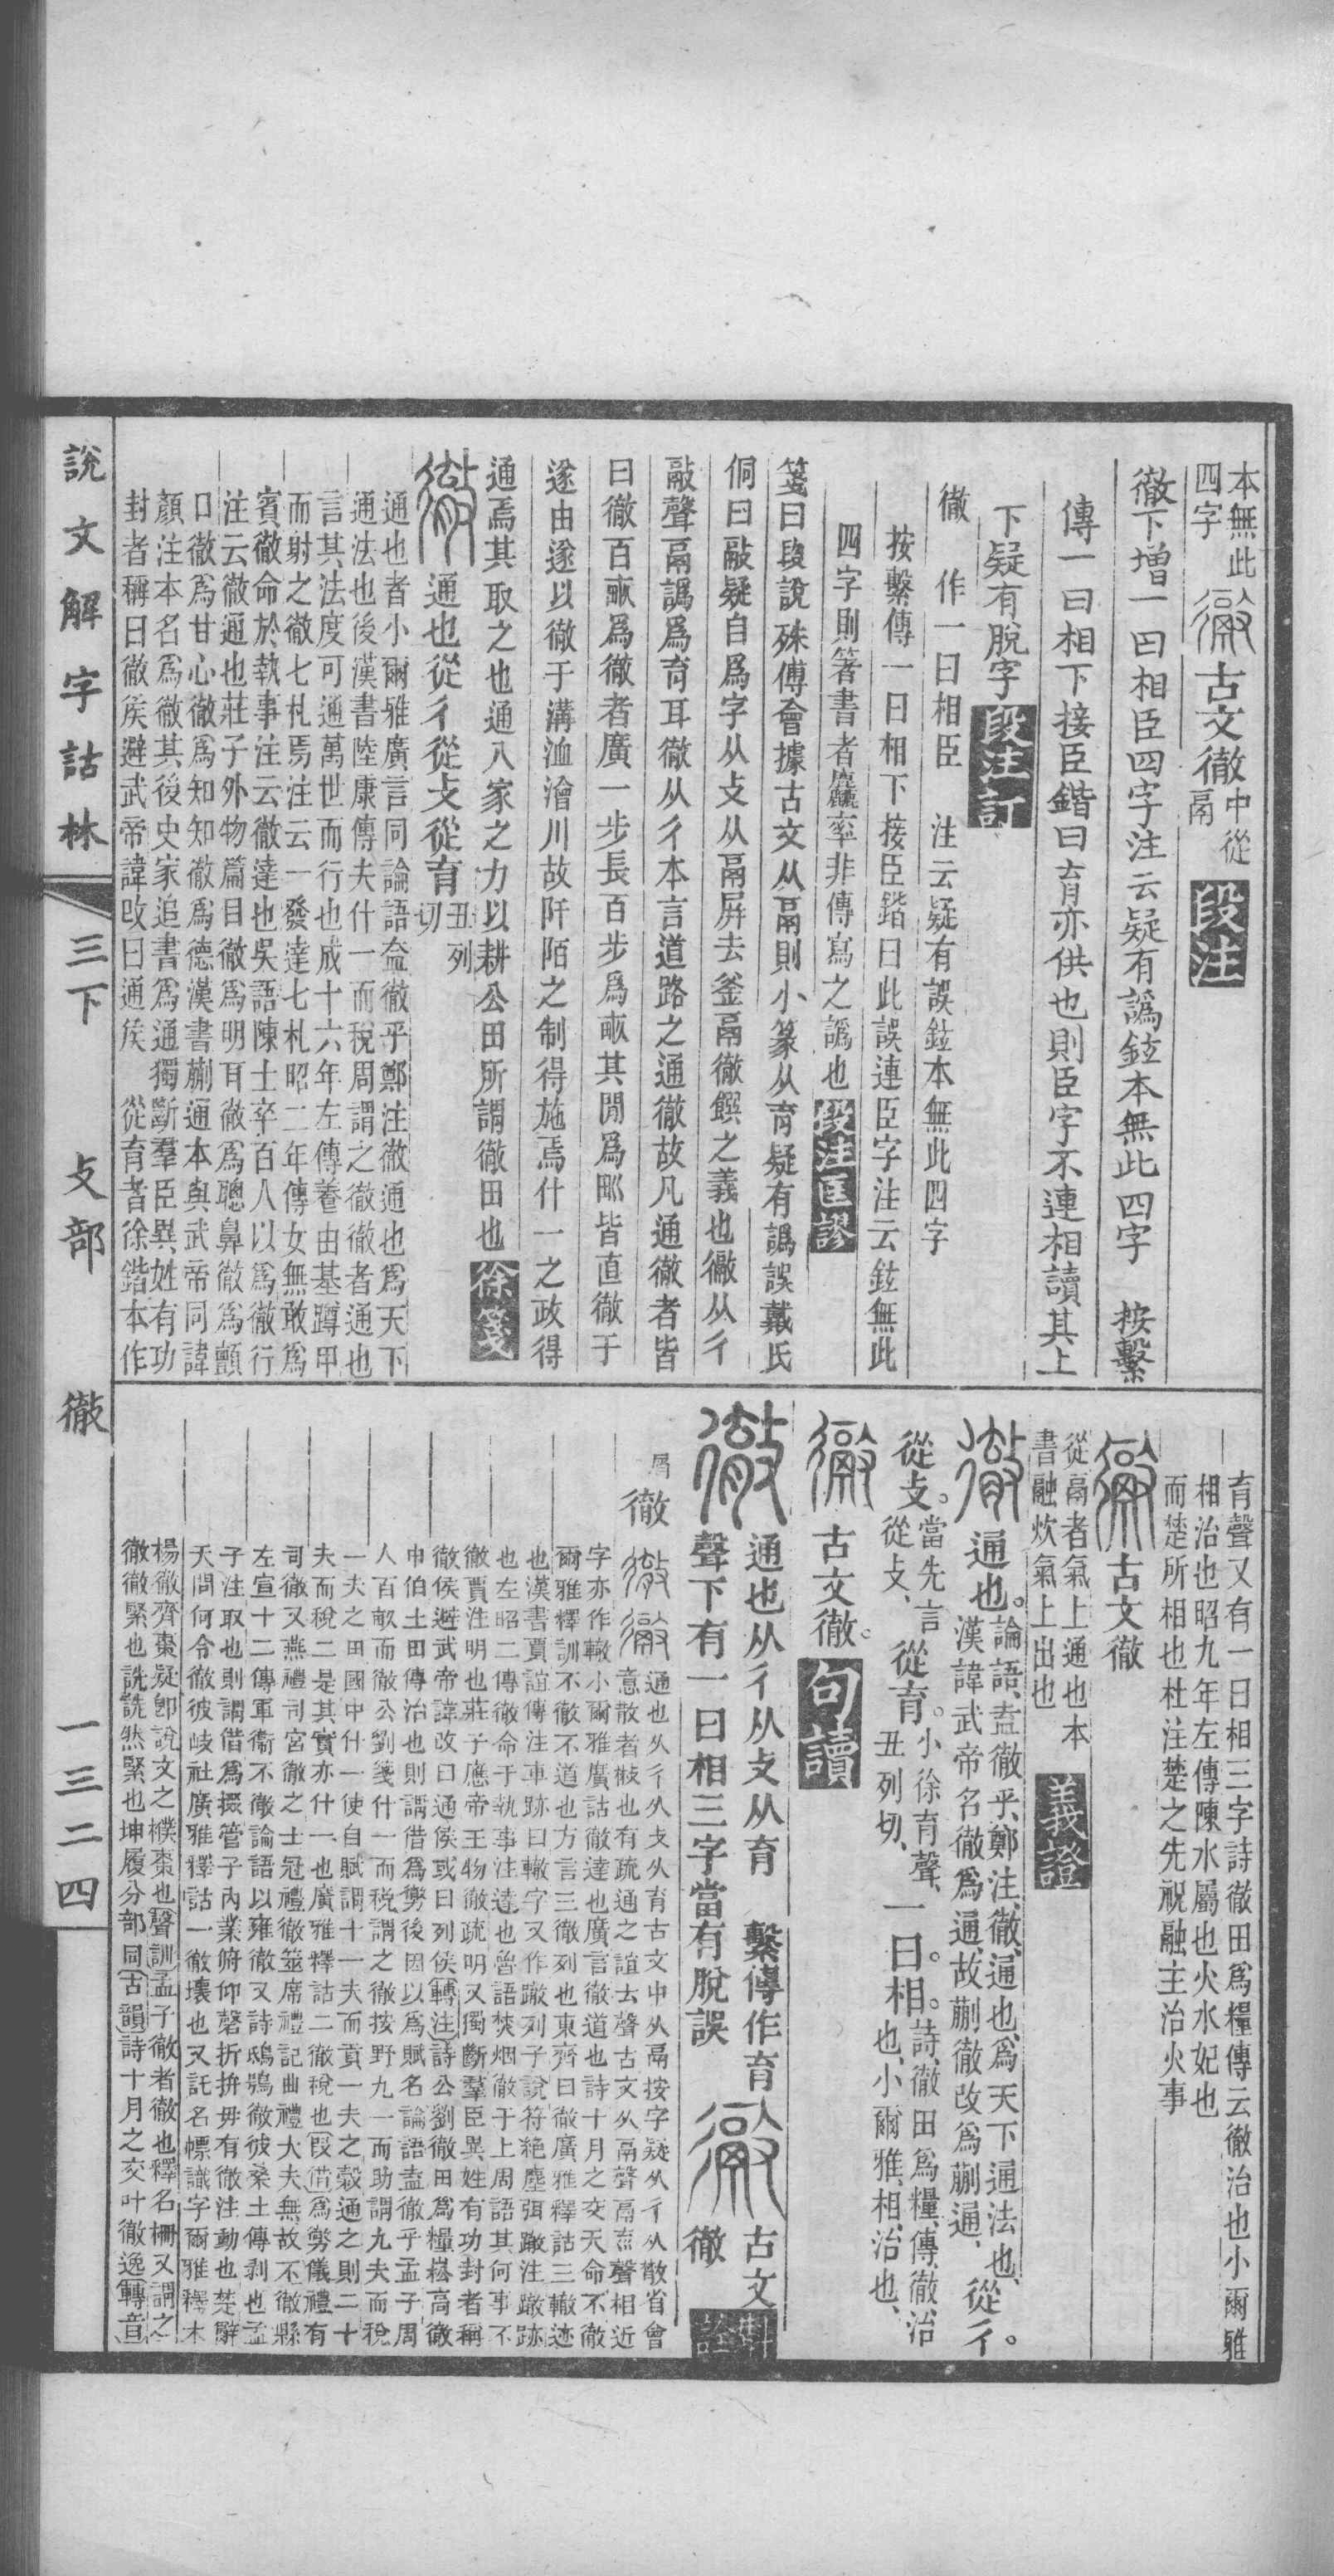 本無此
四字
古文徹
中從
鬲
段注
徹下增一曰相臣四字注云疑有譌鉉本無此四字　按繫
傳一曰相下接臣鍇曰育亦供也則臣字不連相讀其上
下疑有脫字
段注訂
徹　作一曰相臣　注云疑有誤鉉本無此四字
按繫傳一曰相下接臣鍇曰此誤連臣字注云鉉無此
四字則箸書者麤率非傳寫之譌也
段注匡謬
箋曰段說殊傅會據古文从鬲則小篆从育疑有譌誤戴氏
侗曰敵疑自爲字从攴从鬲屛去釜鬲徹饌之義也徹从彳
敵聲鬲譌爲育耳徹从彳本言道路之通徹故凡通徹者皆
曰徹百畞爲徹者廣一步長百步爲畞其閒爲𤰕皆直徹于
遂由遂以徹于溝洫澮川故阡陌之制得施焉什一之政得
通焉其取之也通八家之力以耕公田所謂徹田也
徐箋
通也從彳從攴從育
丑列
切
通也者小爾雅廣言同論語盇徹乎鄭注徹通也爲天下
通法也後漢書陸康傳夫什一而稅周謂之徹徹者通也
言其法度可通萬世而行也成十六年左傳養由基蹲甲
而射之徹七札焉注云一發達七札昭二年傳女無敢爲
賓徹命於執事注云徹達也吳語陳士卒百人以爲徹行
注云徹通也莊子外物篇目徹爲明耳徹爲聰鼻徹爲顫
口徹爲甘心徹爲知知徹爲德漢書蒯通本與武帝同諱
顏注本名爲徹其後史家追書爲通獨斷羣臣異姓有功
封者稱曰徹矦避武帝諱改曰通矦　從育者徐鍇本作
育聲又有一曰相三字詩徹田爲糧傳云徹治也小爾雅
相治也昭九年左傳陳水屬也火水妃也
而楚所相也杜注楚之先祝融主治火事
古文徹
從鬲者氣上通也本
書融炊氣上出也
義證
通也。
論語盍徹乎鄭注徹、通也、爲天下通法也、
漢諱武帝名徹爲通、故蒯徹改爲蒯通、
從彳。
從攴。
當先言
從攴、
從育。
小徐育聲、
丑列切、
一曰。相。
詩、徹田爲糧、傳、徹、治
也、小爾雅、相、治也、
古文徹。
句讀
通也从彳从攴从育　繫傳作育
聲下有一曰相三字當有脫誤
古文
徹
斠詮
屬
徹
通也从彳从攴从育古文中从鬲按字疑从彳从㪔省會
意散者㪔也有疏通之誼去聲古文从鬲聲鬲𠫓聲相近
字亦作轍小爾雅廣詁徹達也廣言徹道也詩十月之交天命不徹
爾雅釋訓不徹不道也方言三徹列也東齊曰徹廣雅釋詁三轍迹
也漢書賈誼傳注車跡曰轍字又作蹴列子說符絶塵弭蹴注蹴跡
也左昭二傳徹命于執事注達也魯語焚烟徹于上周語其何事不
徹賈注明也莊子應帝王物徹疏明又獨斷羣臣異姓有功封者稱
徹侯避武帝諱改曰通侯或曰列侯轉注詩公劉徹田爲糧崧高徹
申伯土田傳治也則謂借爲𠢕後因以爲賦名論語盍徹乎孟子周
人百畝而徹公劉箋什一而稅謂之徹按野九一而助謂九夫而稅
一夫之田國中什一使自賦謂十一夫而貢一夫之穀通之則二十
夫而稅二是其實亦什一也廣雅釋詁二徹稅也叚借爲𠢕儀禮有
司徹又燕禮司宮徹之士冠禮徹筵席禮記曲禮大夫無故不徹縣
左宣十二傳軍衞不徹論語以雍徹又詩鴟鴞徹彼桑土傳剥也孟
子注取也則謂借爲掇管子內業俯仰磬折拚毋有徹注動也楚辭
天問何令徹彼岐社廣雅釋詁一徹壞也又託名幖識字爾雅釋木
楊徹齊棗疑卽說文之樸棗也聲訓孟子徹者徹也釋名柵又謂之
徹徹緊也詵詵然緊也坤履分部同古韻詩十月之交叶徹逸轉音
說文解字詁林　三下　攴部　徹　一三二四